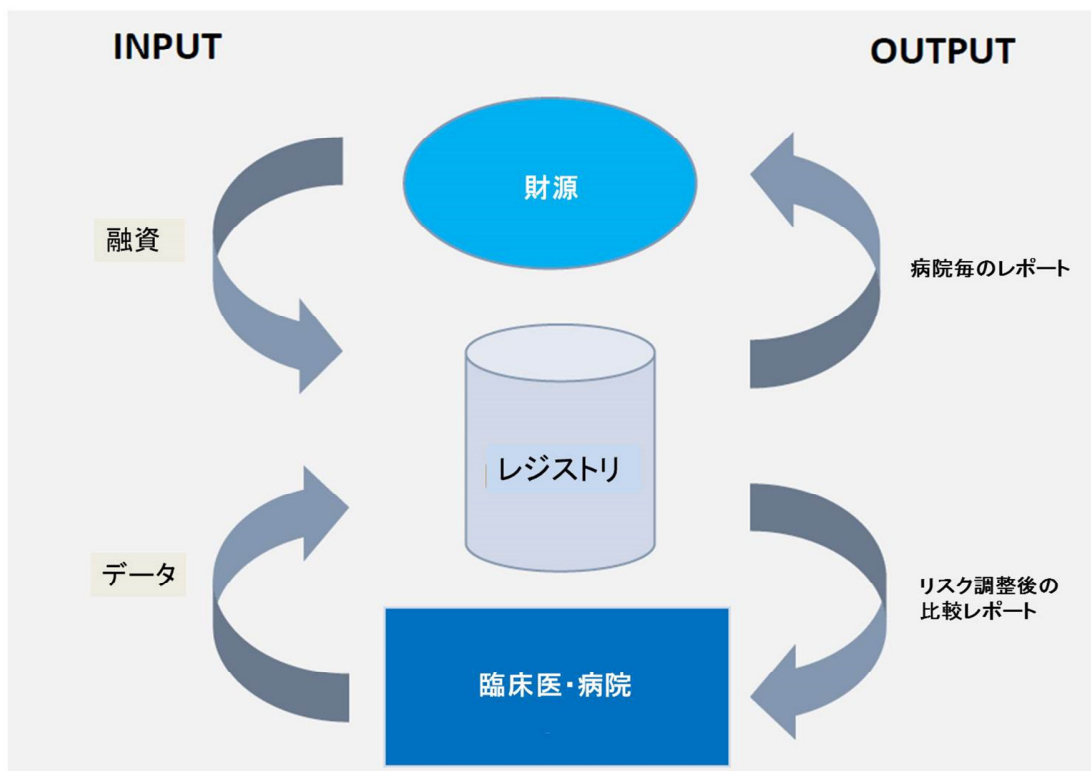 INPUT
OUTPUT
財源
融資
病院毎のレポート
レジストリ
データ
リスク調整後の
比較レポート
臨床医・病院